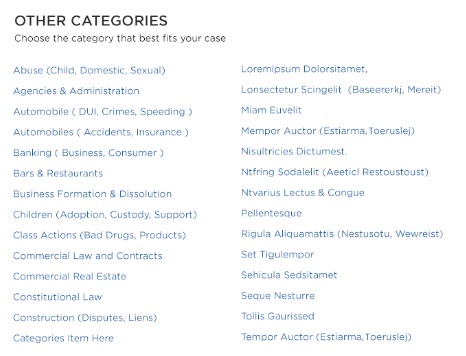 OTHER CATEGORIES
Choose the category that best fits your case
Abuse (Child, Domestic, Sexual)
Agencies & Administration
Automobile ( DUI, Crimes, Speeding )
Automobiles ( Accidents, Insurance )
Banking ( Business, Consumer )
Bars & Restaurants
Business Formation & Dissolution
Children (Adoption, Custody, Support)
Class Actions (Bad Drugs, Products)
Commercial Law and Contracts
Commercial Real Estate
Constitutional Law
Construction (Disputes, Liens)
Categories Item Here
Loremipsum Dolorsitamet,
Lonsectetur Scingelit (Baseererkj, Mereit)
Miam Euvelit
Mempor Auctor (Estiarma,Toeruslej)
Nisultricies Dictumest.
Ntfring Sodalelit (Aeeticl Restoustoust)
Ntvarius Lectus & Congue
Pellentesque
Rigula Aliquamattis (Nestusotu, Wewreist)
Set Tigulempor
Sehicula Sedsitamet
Seque Nesturre
Tollis Gaurissed
Tempor Auctor (Estiarma,Toeruslej)